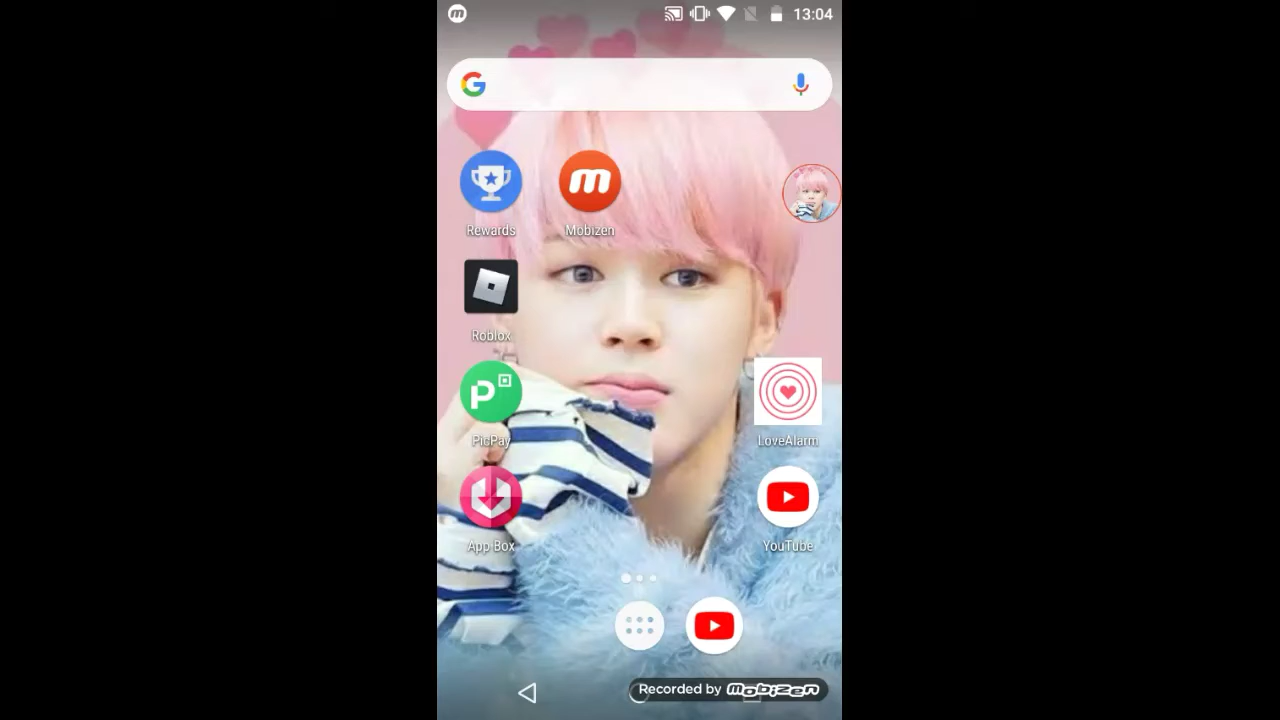 13:04
Rewards
Mobizen
Roblox
PicPay
LoveAlarm
App Box
YouTube
Recorded by Mobizen